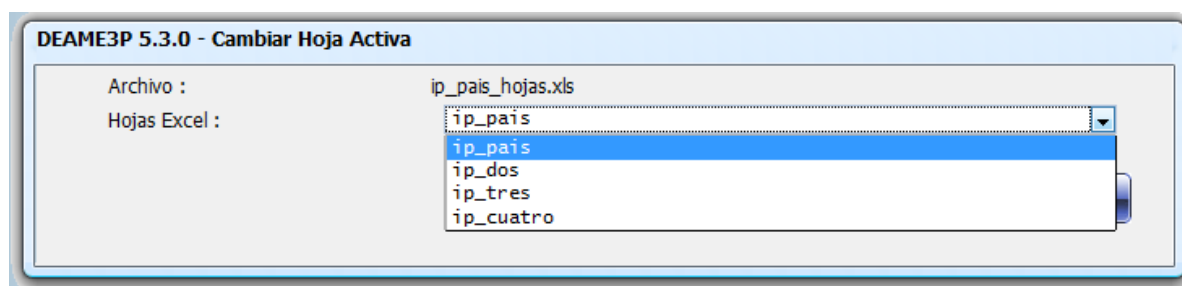 DEAME3P 5.3.0 - Cambiar Hoja Activa
Archivo : ip_pais_hojas.xls
Hojas Excel : ip_pais
ip_pais
ip_dos
ip_tres
ip_cuatro